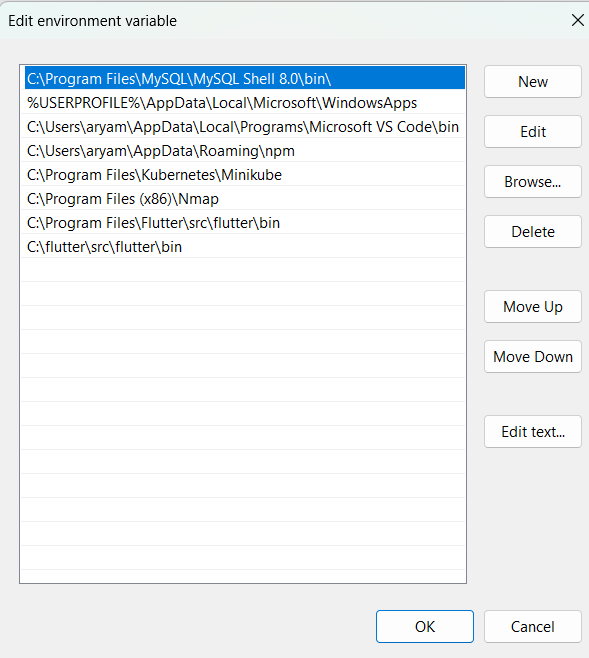 Edit environment variable
C:\Program Files\MySQL\MySQL Shell 8.0\bin\
%USERPROFILE%\AppData\Local\Microsoft\WindowsApps
C:\Users\aryam\AppData\Local\Programs\Microsoft VS Code\bin
C:\Users\aryam\AppData\Roaming\npm
C:\Program Files\Kubernetes\Minikube
C:\Program Files (x86)\Nmap
C:\Program Files\Flutter\src\flutter\bin
C:\flutter\src\flutter\bin
New
Edit
Browse...
Delete
Move Up
Move Down
Edit text...
OK
Cancel